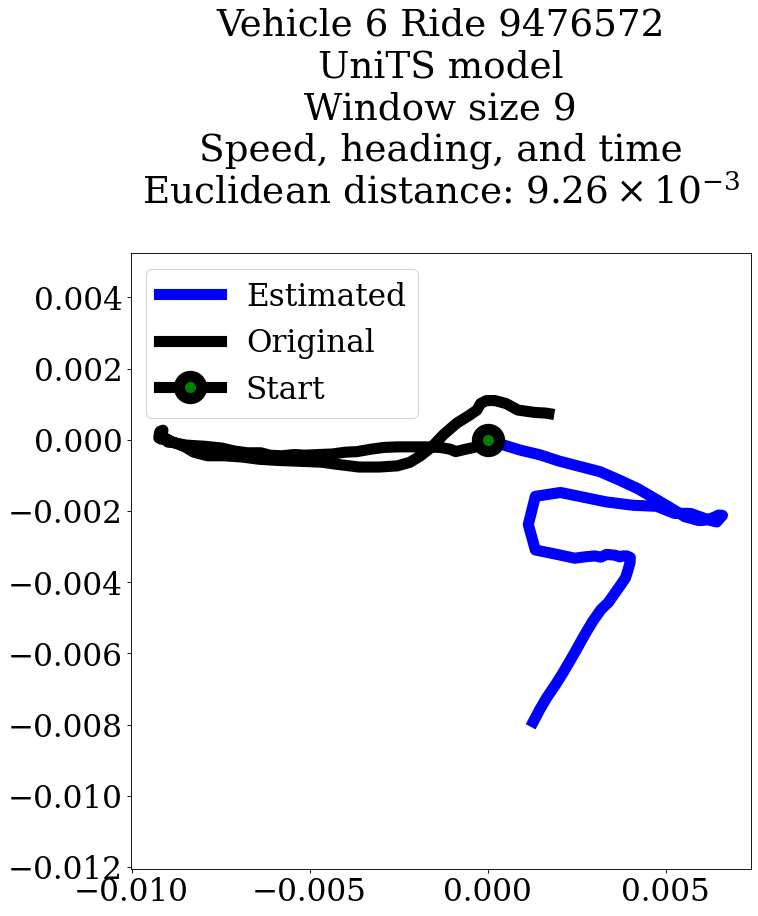 Vehicle 6 Ride 9476572
UniTS model
Window size 9
Speed, heading, and time
Euclidean distance: 9.26 × 10⁻³
Estimated
Original
Start
0.004
0.002
0.000
−0.002
−0.004
−0.006
−0.008
−0.010
−0.012
−0.010 −0.005 0.000 0.005